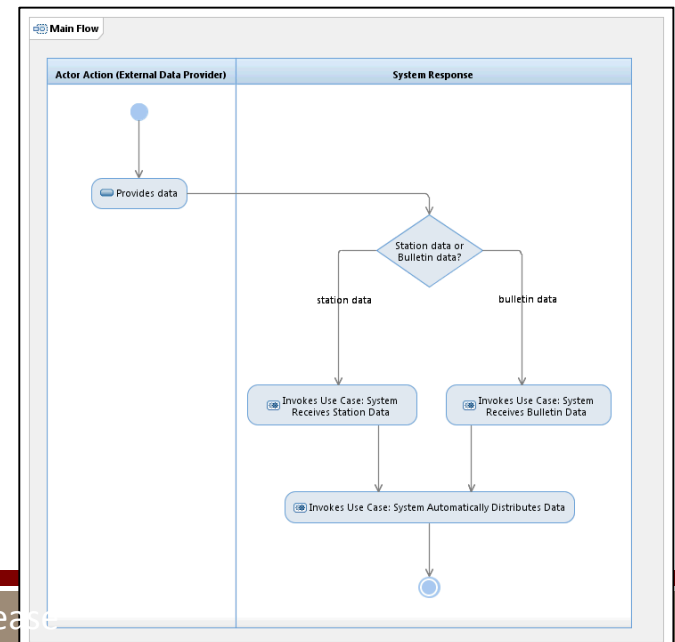 Main Flow
Actor Action (External Data Provider)
System Response
Provides data
Station data or
Bulletin data?
station data
bulletin data
Invokes Use Case: System
Receives Station Data
Invokes Use Case: System
Receives Bulletin Data
Invokes Use Case: System Automatically Distributes Data